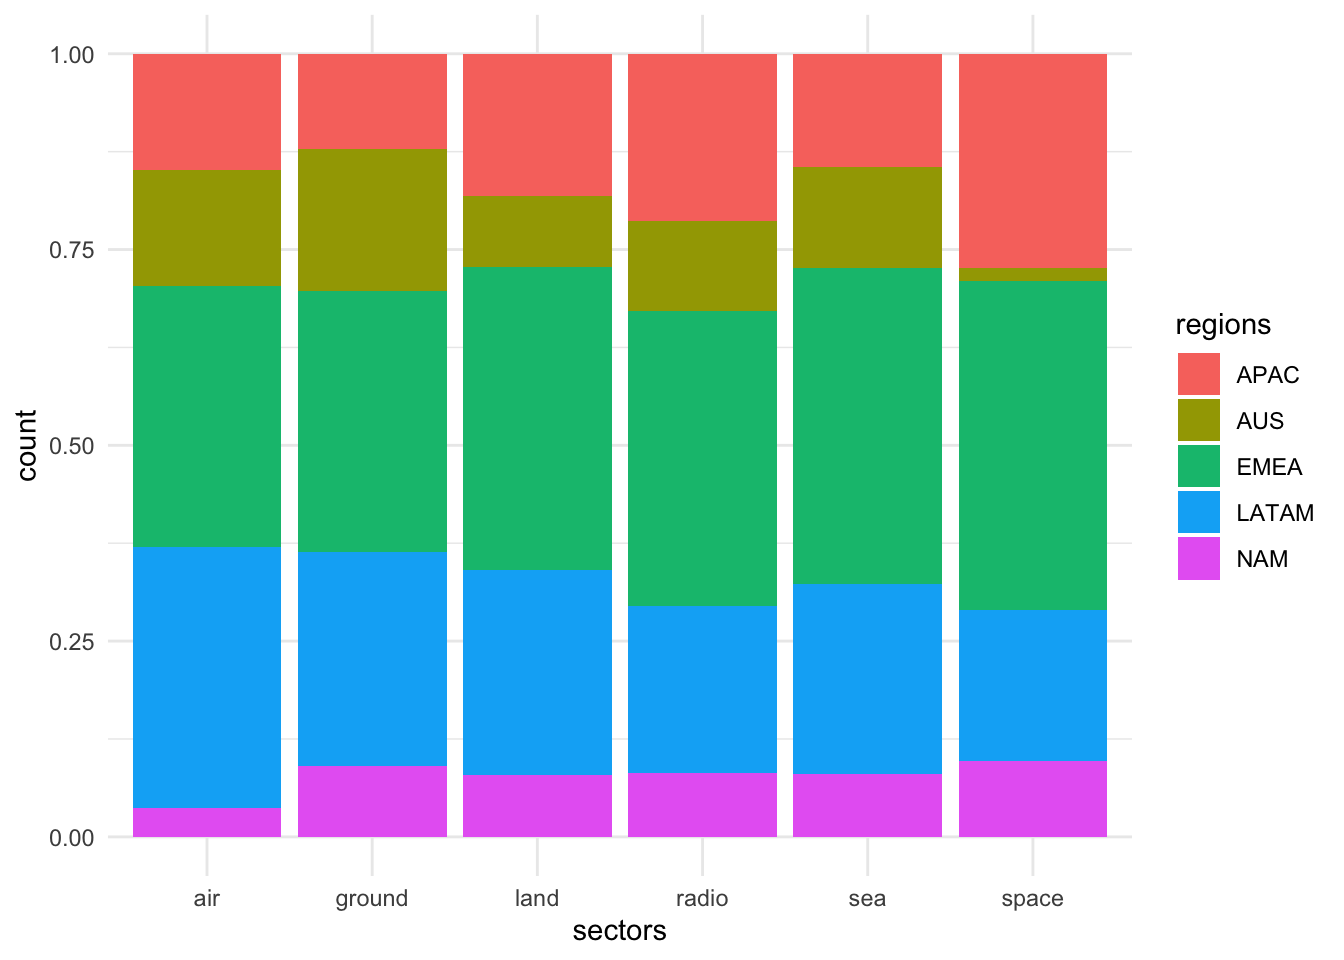 1.00
0.75
0.50
0.25
0.00
count
air ground land radio sea space
sectors
regions
APAC
AUS
EMEA
LATAM
NAM